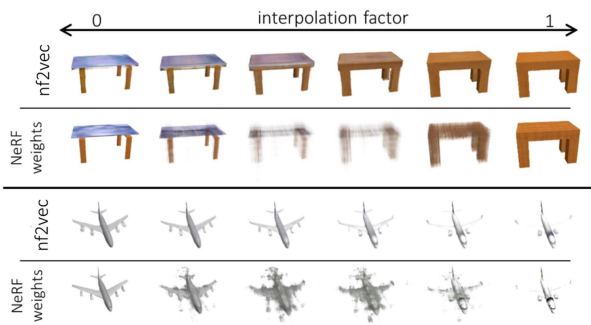 interpolation factor
0 1
nf2vec
NeRF
weights
nf2vec
NeRF
weights